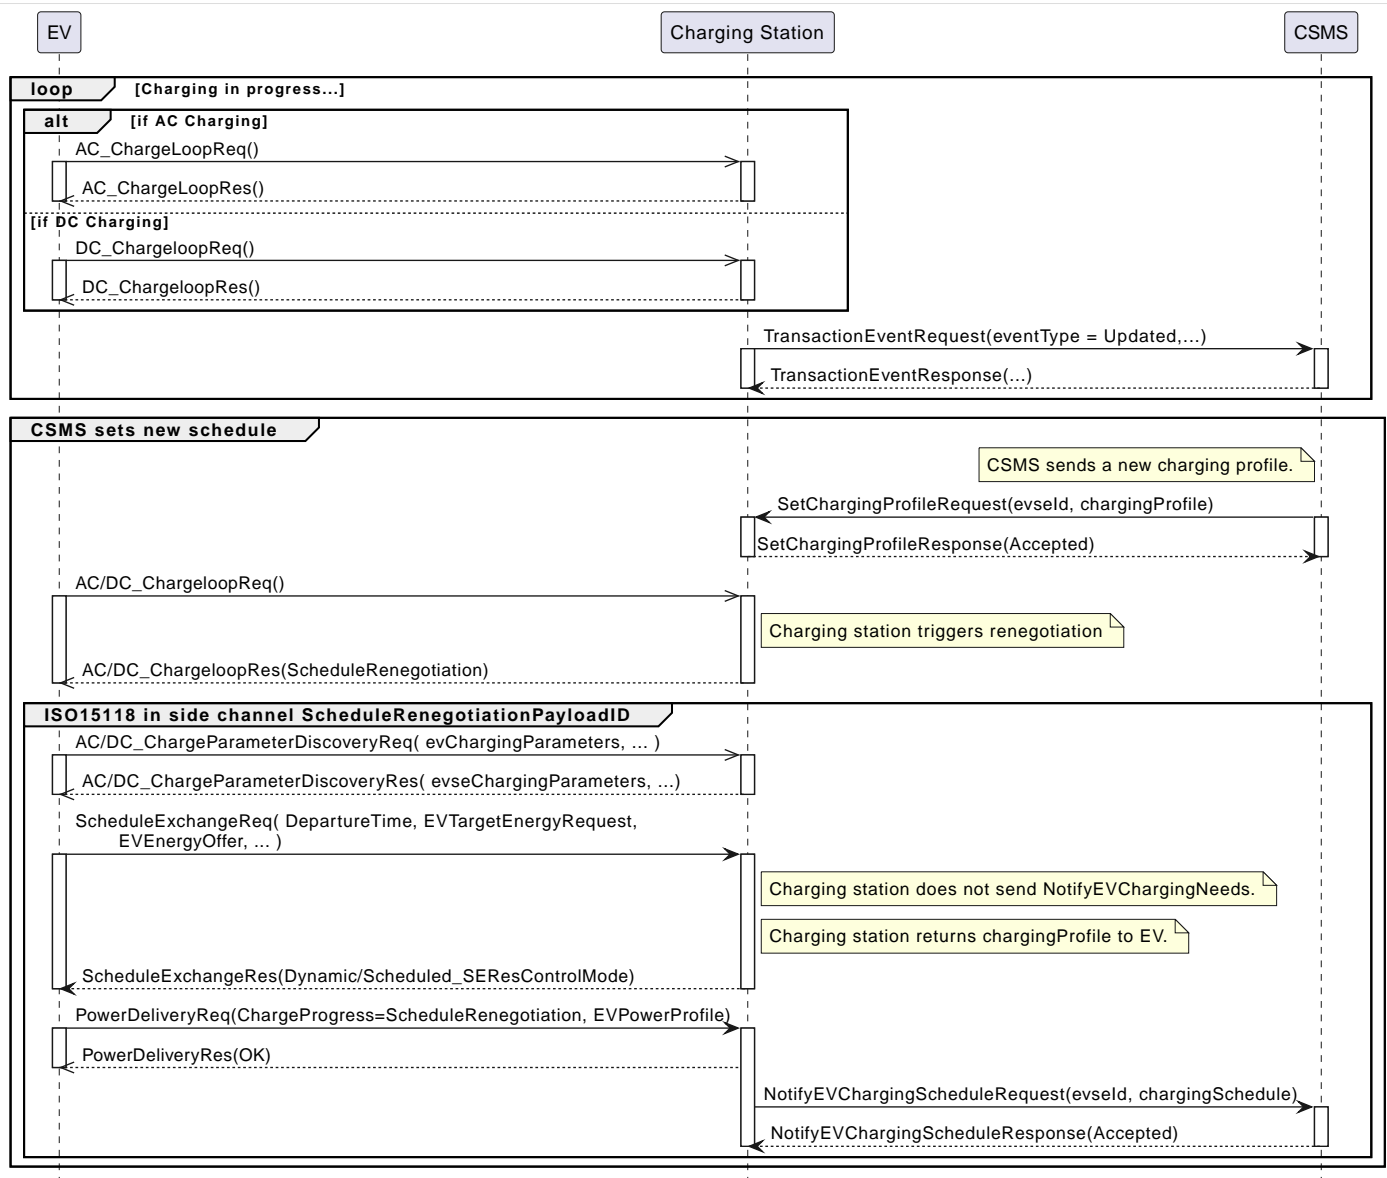 EV
Charging Station
CSMS
loop
[Charging in progress...]
alt
[if AC Charging]
AC_ChargeLoopReq()
AC_ChargeLoopRes()
[if DC Charging]
DC_ChargeloopReq()
DC_ChargeloopRes()
TransactionEventRequest(eventType = Updated,...)
TransactionEventResponse(...)
CSMS sets new schedule
CSMS sends a new charging profile.
SetChargingProfileRequest(evseId, chargingProfile)
SetChargingProfileResponse(Accepted)
AC/DC_ChargeloopReq()
Charging station triggers renegotiation
AC/DC_ChargeloopRes(ScheduleRenegotiation)
ISO15118 in side channel ScheduleRenegotiationPayloadID
AC/DC_ChargeParameterDiscoveryReq( evChargingParameters, ... )
AC/DC_ChargeParameterDiscoveryRes( evseChargingParameters, ...)
ScheduleExchangeReq( DepartureTime, EVTargetEnergyRequest,
EVEnergyOffer, ... )
Charging station does not send NotifyEVChargingNeeds.
Charging station returns chargingProfile to EV.
ScheduleExchangeRes(Dynamic/Scheduled_SEResControlMode)
PowerDeliveryReq(ChargeProgress=ScheduleRenegotiation, EVPowerProfile)
PowerDeliveryRes(OK)
NotifyEVChargingScheduleRequest(evseId, chargingSchedule)
NotifyEVChargingScheduleResponse(Accepted)